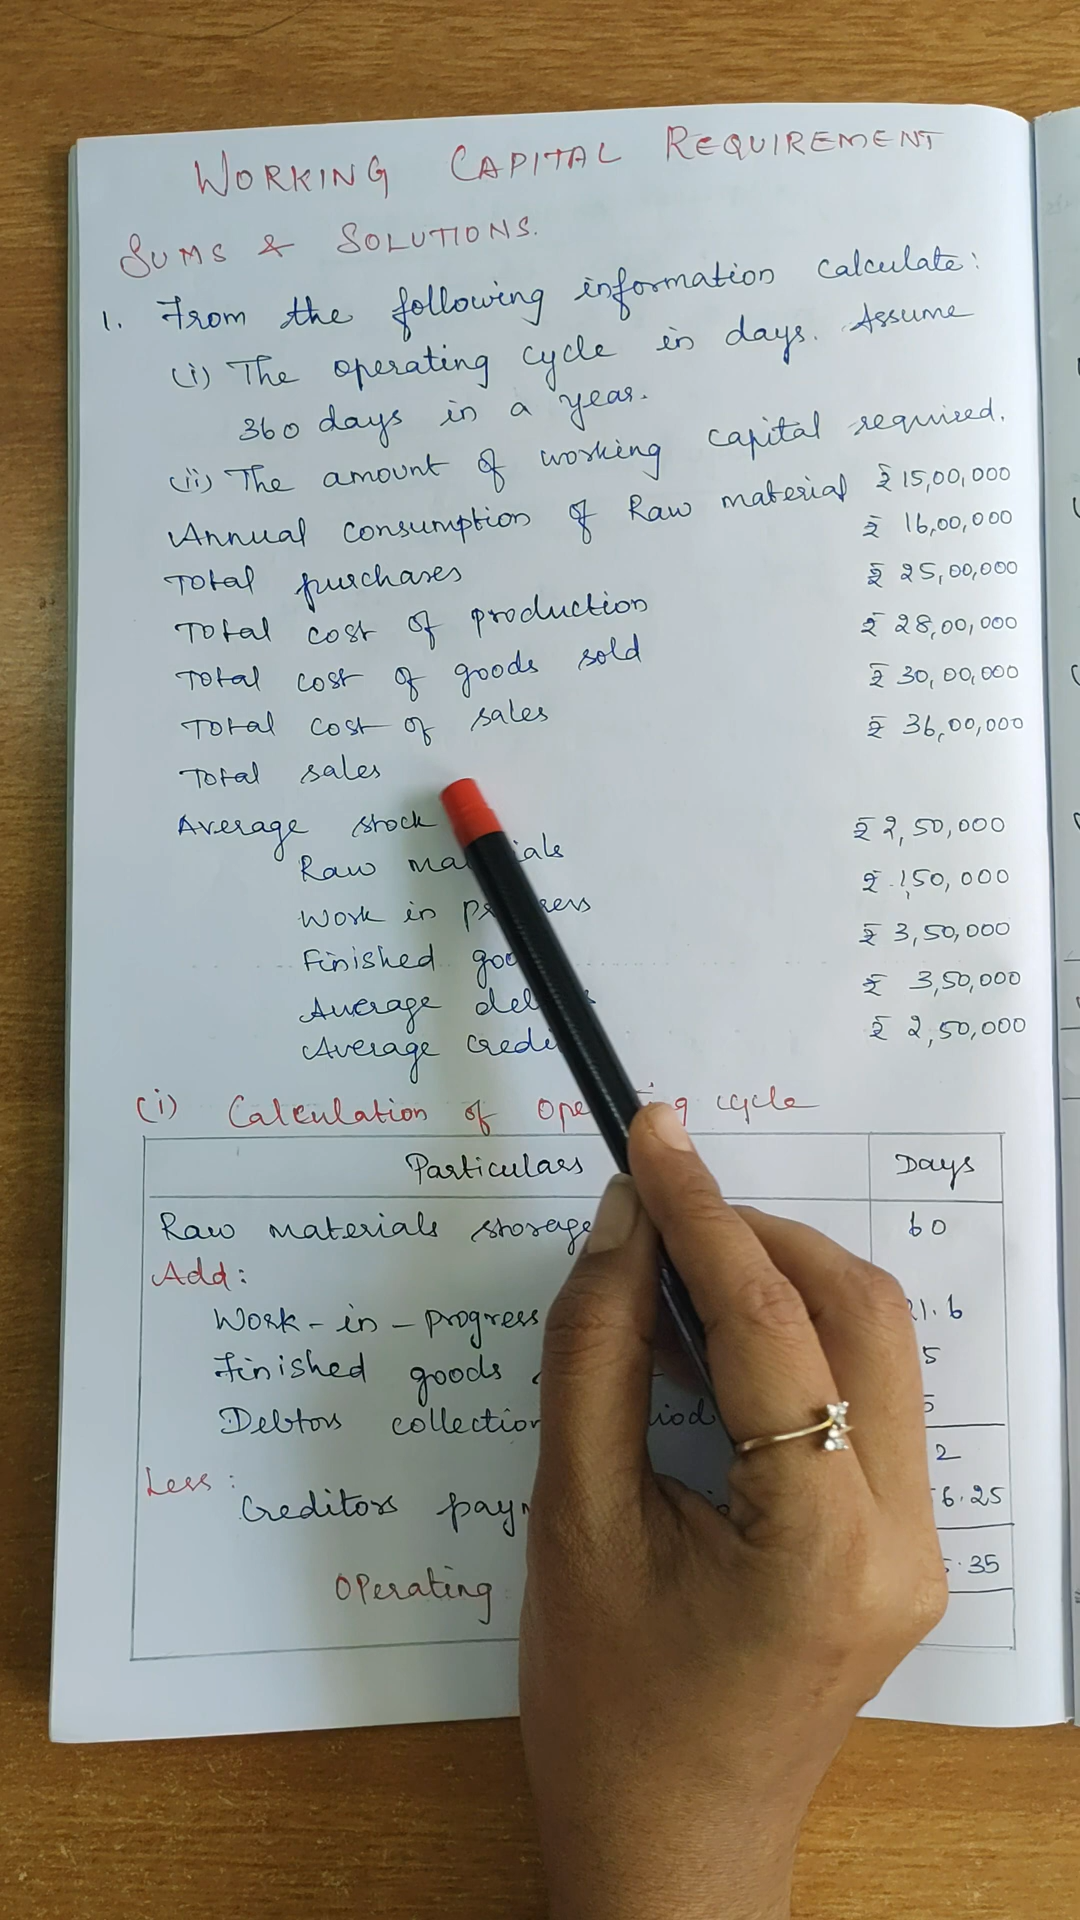 WORKING CAPITAL REQUIREMENT
SUMS & SOLUTIONS.
1. From the following information calculate:
(i) The operating cycle in days. Assume
360 days in a year.
(ii) The amount of working capital required.
Annual consumption of Raw material ₹ 15,00,000
Total purchases ₹ 16,00,000
Total cost of production ₹ 25,00,000
Total cost of goods sold ₹ 28,00,000
Total cost of sales ₹ 30,00,000
Total sales ₹ 36,00,000
Average stock
Raw ₹ 2,50,000
Work in ₹ 1,50,000
Finished ₹ 3,50,000
Average ₹ 3,50,000
Average ₹ 2,50,000
(i) Calculation of cycle
Particulars Days
Raw materials storage 60
Add:
Work-in-progress
Finished goods
Debtors collection
Less:
Creditors
Operating